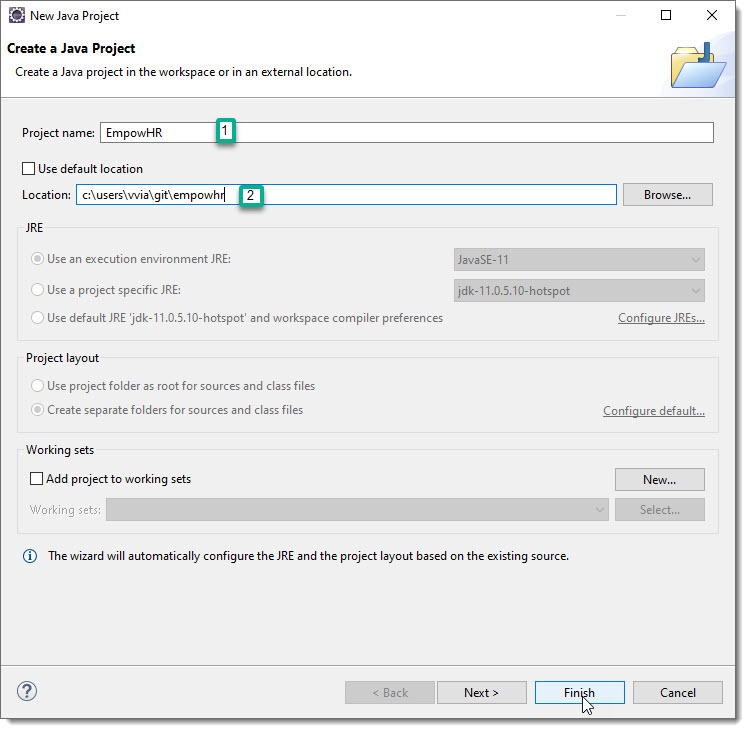 New Java Project
Create a Java Project
Create a Java project in the workspace or in an external location.
Project name: EmpowHR 1
Use default location
Location: c:\users\vvia\git\empowhr 2 Browse...
JRE
Use an execution environment JRE: JavaSE-11
Use a project specific JRE: jdk-11.0.5.10-hotspot
Use default JRE 'jdk-11.0.5.10-hotspot' and workspace compiler preferences Configure JREs...
Project layout
Use project folder as root for sources and class files
Create separate folders for sources and class files Configure default...
Working sets
Add project to working sets New...
Working sets: Select...
The wizard will automatically configure the JRE and the project layout based on the existing source.
? < Back Next > Finish Cancel